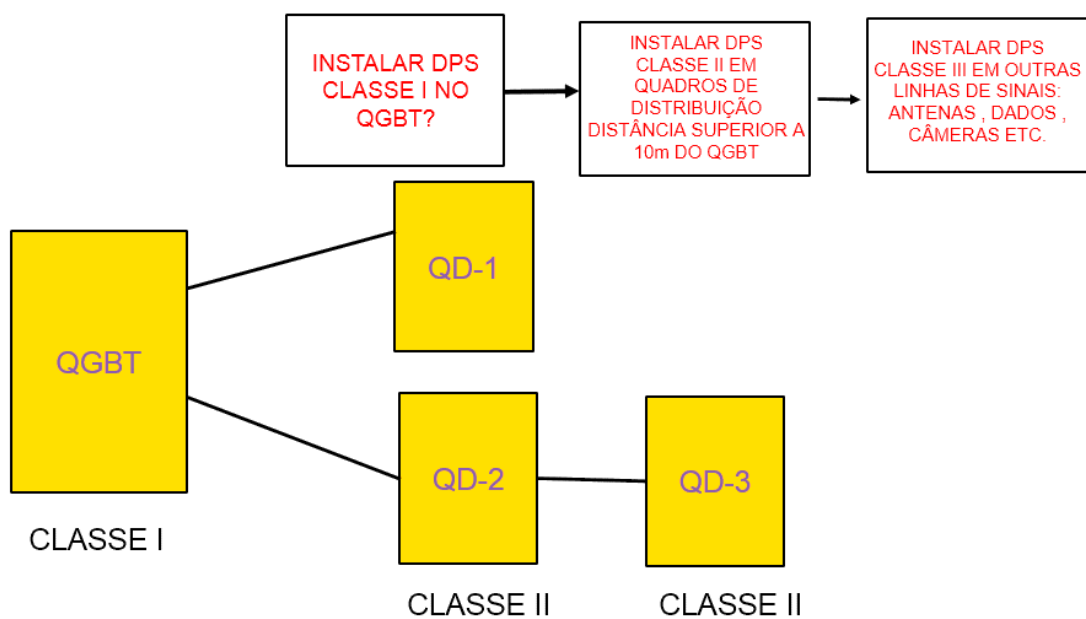 INSTALAR DPS
CLASSE I NO
QGBT?
INSTALAR DPS
CLASSE II EM
QUADROS DE
DISTRIBUIÇÃO
DISTÂNCIA SUPERIOR A
10m DO QGBT
INSTALAR DPS
CLASSE III EM OUTRAS
LINHAS DE SINAIS:
ANTENAS , DADOS ,
CÂMERAS ETC.
QGBT
QD-1
QD-2
QD-3
CLASSE I
CLASSE II
CLASSE II